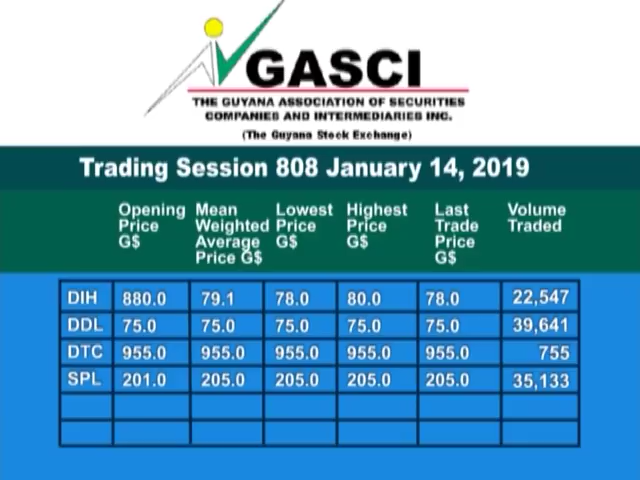 GASCI
THE GUYANA ASSOCIATION OF SECURITIES
COMPANIES AND INTERMEDIARIES INC.
(The Guyana Stock Exchange)
Trading Session 808 January 14, 2019
Opening Price G$ Mean Weighted Average Price G$ Lowest Price G$ Highest Price G$ Last Trade Price G$ Volume Traded
DIH 880.0 79.1 78.0 80.0 78.0 22,547
DDL 75.0 75.0 75.0 75.0 75.0 39,641
DTC 955.0 955.0 955.0 955.0 955.0 755
SPL 201.0 205.0 205.0 205.0 205.0 35,133